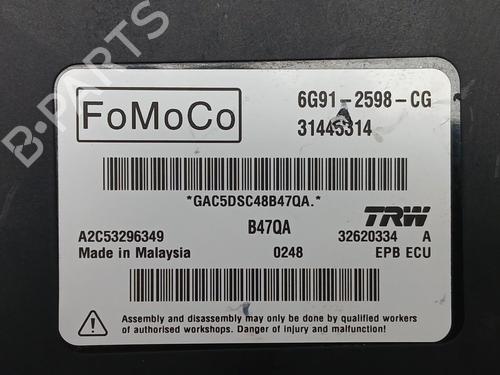 FoMoCo
6G91-2598-CG
31445314
*GAC5DSC48B47QA.*
B47QA
TRW
A2C53296349
32620334 A
Made in Malaysia
0248
EPB ECU
Assembly and disassembly may only be done by qualified workers
of authorised workshops. Danger of injury and malfunction!
B-Parts